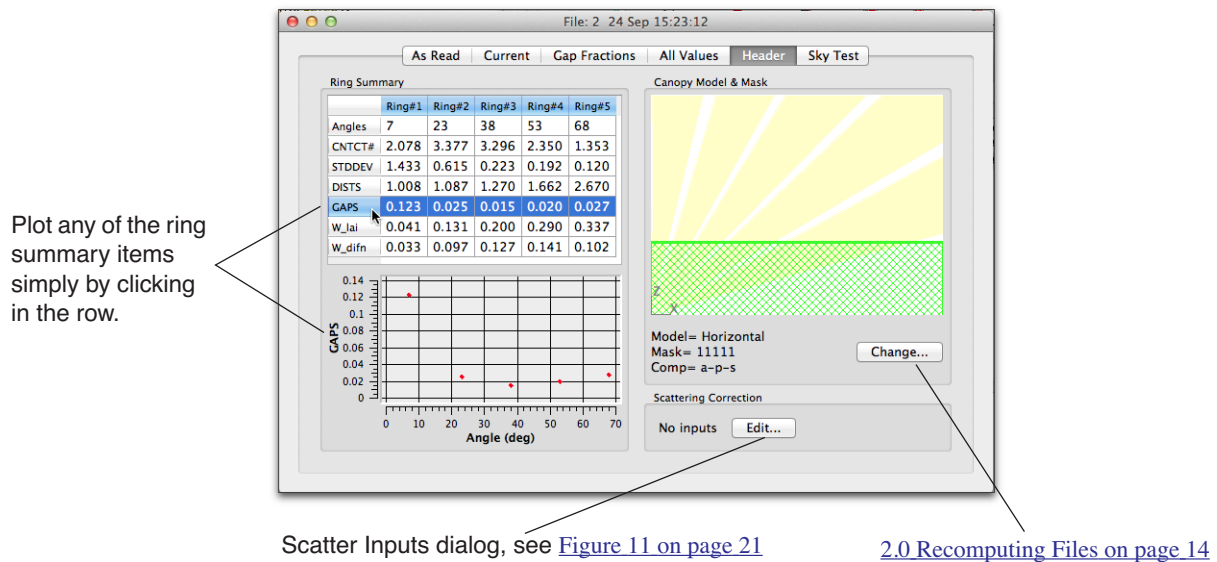 File: 2 24 Sep 15:23:12
As Read Current Gap Fractions All Values Header Sky Test
Ring Summary
Ring#1 Ring#2 Ring#3 Ring#4 Ring#5
Angles 7 23 38 53 68
CNTCT# 2.078 3.377 3.296 2.350 1.353
STDDEV 1.433 0.615 0.223 0.192 0.120
DISTS 1.008 1.087 1.270 1.662 2.670
GAPS 0.123 0.025 0.015 0.020 0.027
W_lai 0.041 0.131 0.200 0.290 0.337
W_difn 0.033 0.097 0.127 0.141 0.102
Plot any of the ring
summary items
simply by clicking
in the row.
0.14
0.12
0.1
0.08
0.06
0.04
0.02
0
GAPS
0 10 20 30 40 50 60 70
Angle (deg)
Canopy Model & Mask
Z
X
Model= Horizontal
Mask= 11111
Comp= a-p-s
Change...
Scattering Correction
No inputs Edit...
Scatter Inputs dialog, see Figure 11 on page 21
2.0 Recomputing Files on page 14